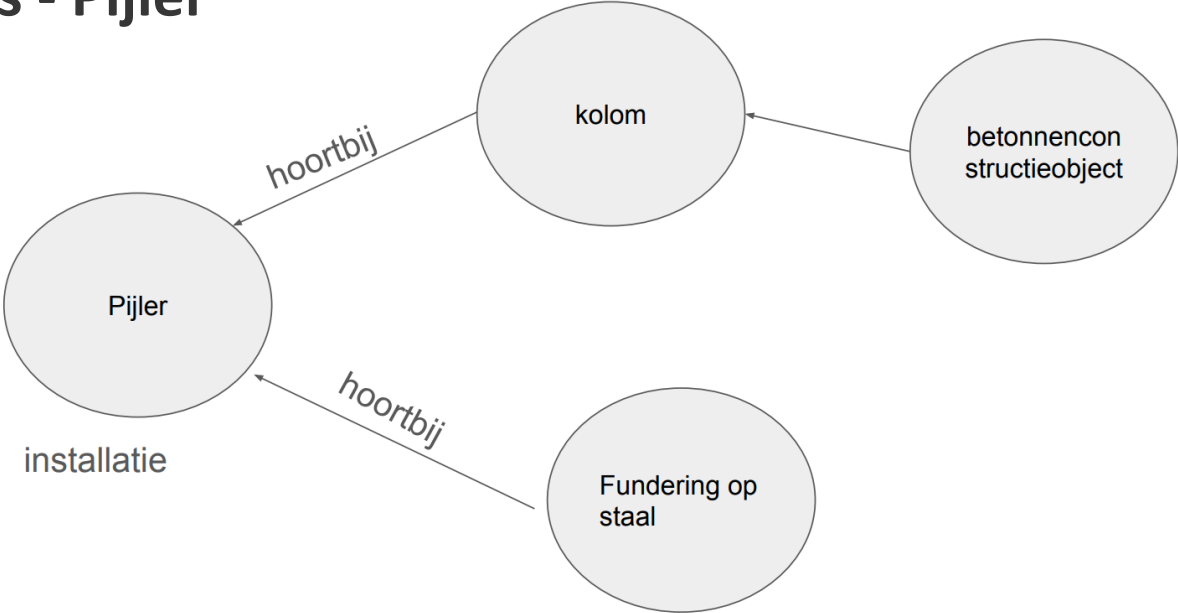 s - Pijler
kolom
betonnencon
structieobject
hoortbij
Pijler
hoortbij
installatie
Fundering op
staal